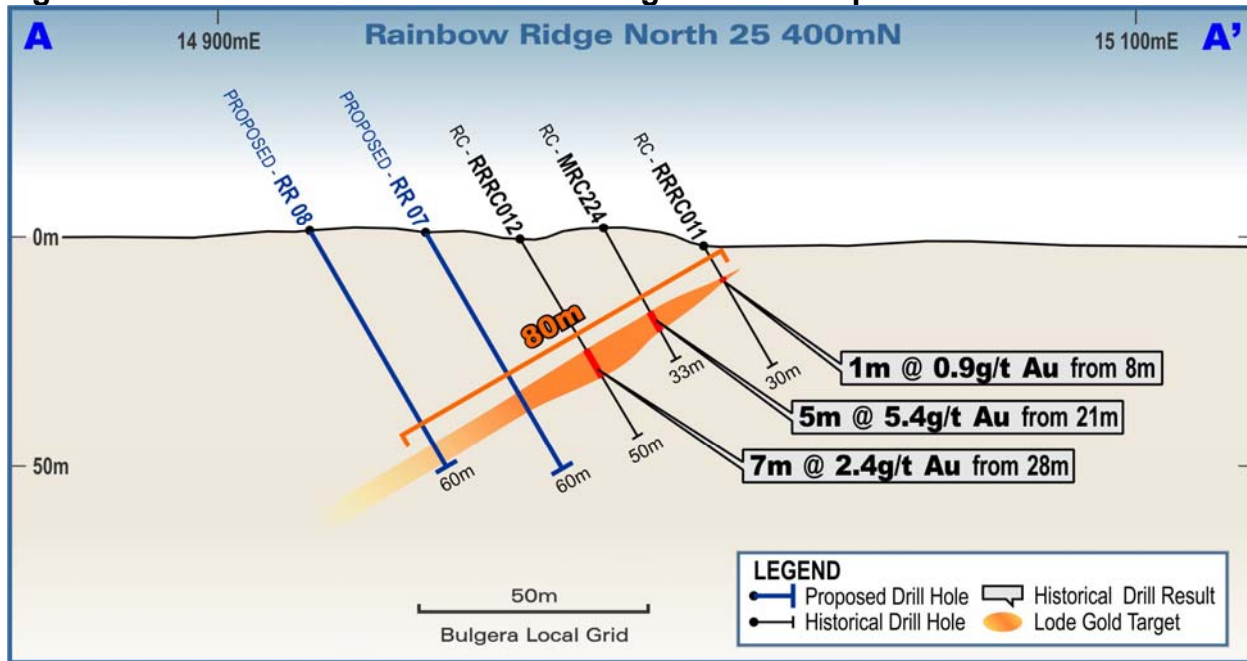 A
14 900mE
Rainbow Ridge North 25 400mN
15 100mE
A'
PROPOSED - RR 08
PROPOSED - RR 07
RC - RRRC012
RC - MRC224
RC - RRRC011
0m
80m
33m
30m
1m @ 0.9g/t Au from 8m
5m @ 5.4g/t Au from 21m
50m
7m @ 2.4g/t Au from 28m
50m
60m
60m
50m
Bulgera Local Grid
LEGEND
Proposed Drill Hole
Historical Drill Result
Historical Drill Hole
Lode Gold Target